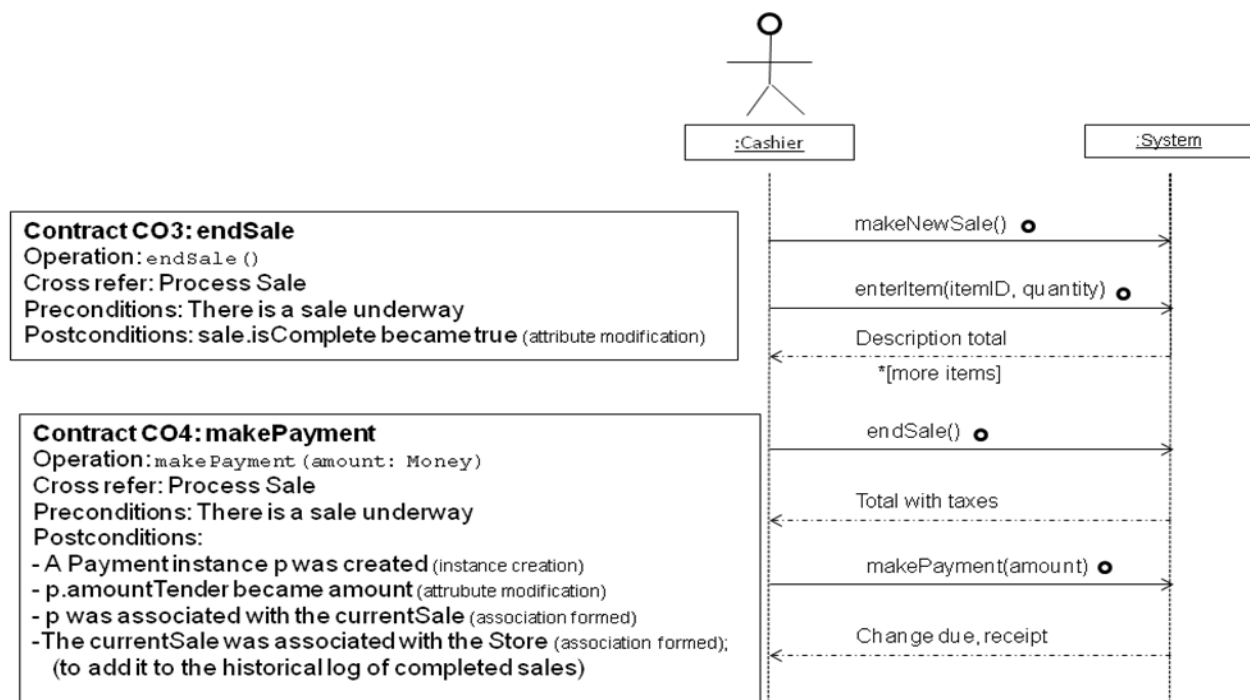 :Cashier
:System
Contract CO3: endSale
Operation: endSale()
Cross refer: Process Sale
Preconditions: There is a sale underway
Postconditions: sale.isComplete became true (attribute modification)
Contract CO4: makePayment
Operation: makePayment(amount: Money)
Cross refer: Process Sale
Preconditions: There is a sale underway
Postconditions:
- A Payment instance p was created (instance creation)
- p.amountTender became amount (attrubute modification)
- p was associated with the currentSale (association formed)
-The currentSale was associated with the Store (association formed);
(to add it to the historical log of completed sales)
makeNewSale()
enterItem(itemID, quantity)
Description total
*[more items]
endSale()
Total with taxes
makePayment(amount)
Change due, receipt